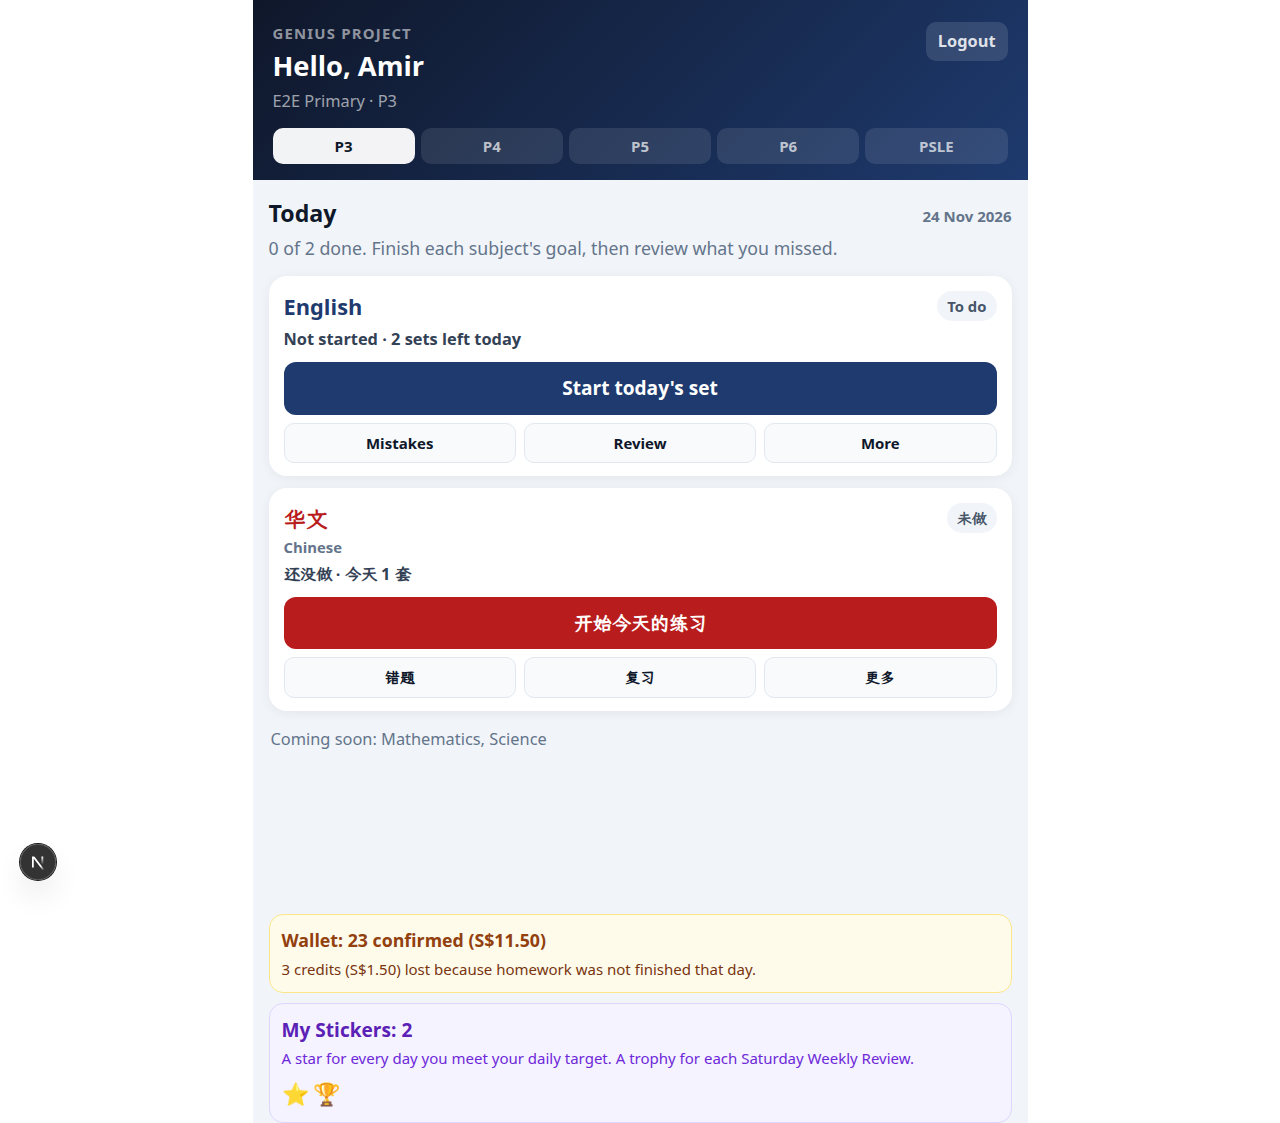 GENIUS PROJECT
Logout
Hello, Amir
E2E Primary · P3
P3
P4
P5
P6
PSLE
Today
24 Nov 2026
0 of 2 done. Finish each subject's goal, then review what you missed.
English
To do
Not started · 2 sets left today
Start today's set
Mistakes
Review
More
华文
未做
Chinese
还没做 · 今天 1 套
开始今天的练习
错题
复习
更多
Coming soon: Mathematics, Science
N
Wallet: 23 confirmed (S$11.50)
3 credits (S$1.50) lost because homework was not finished that day.
My Stickers: 2
A star for every day you meet your daily target. A trophy for each Saturday Weekly Review.